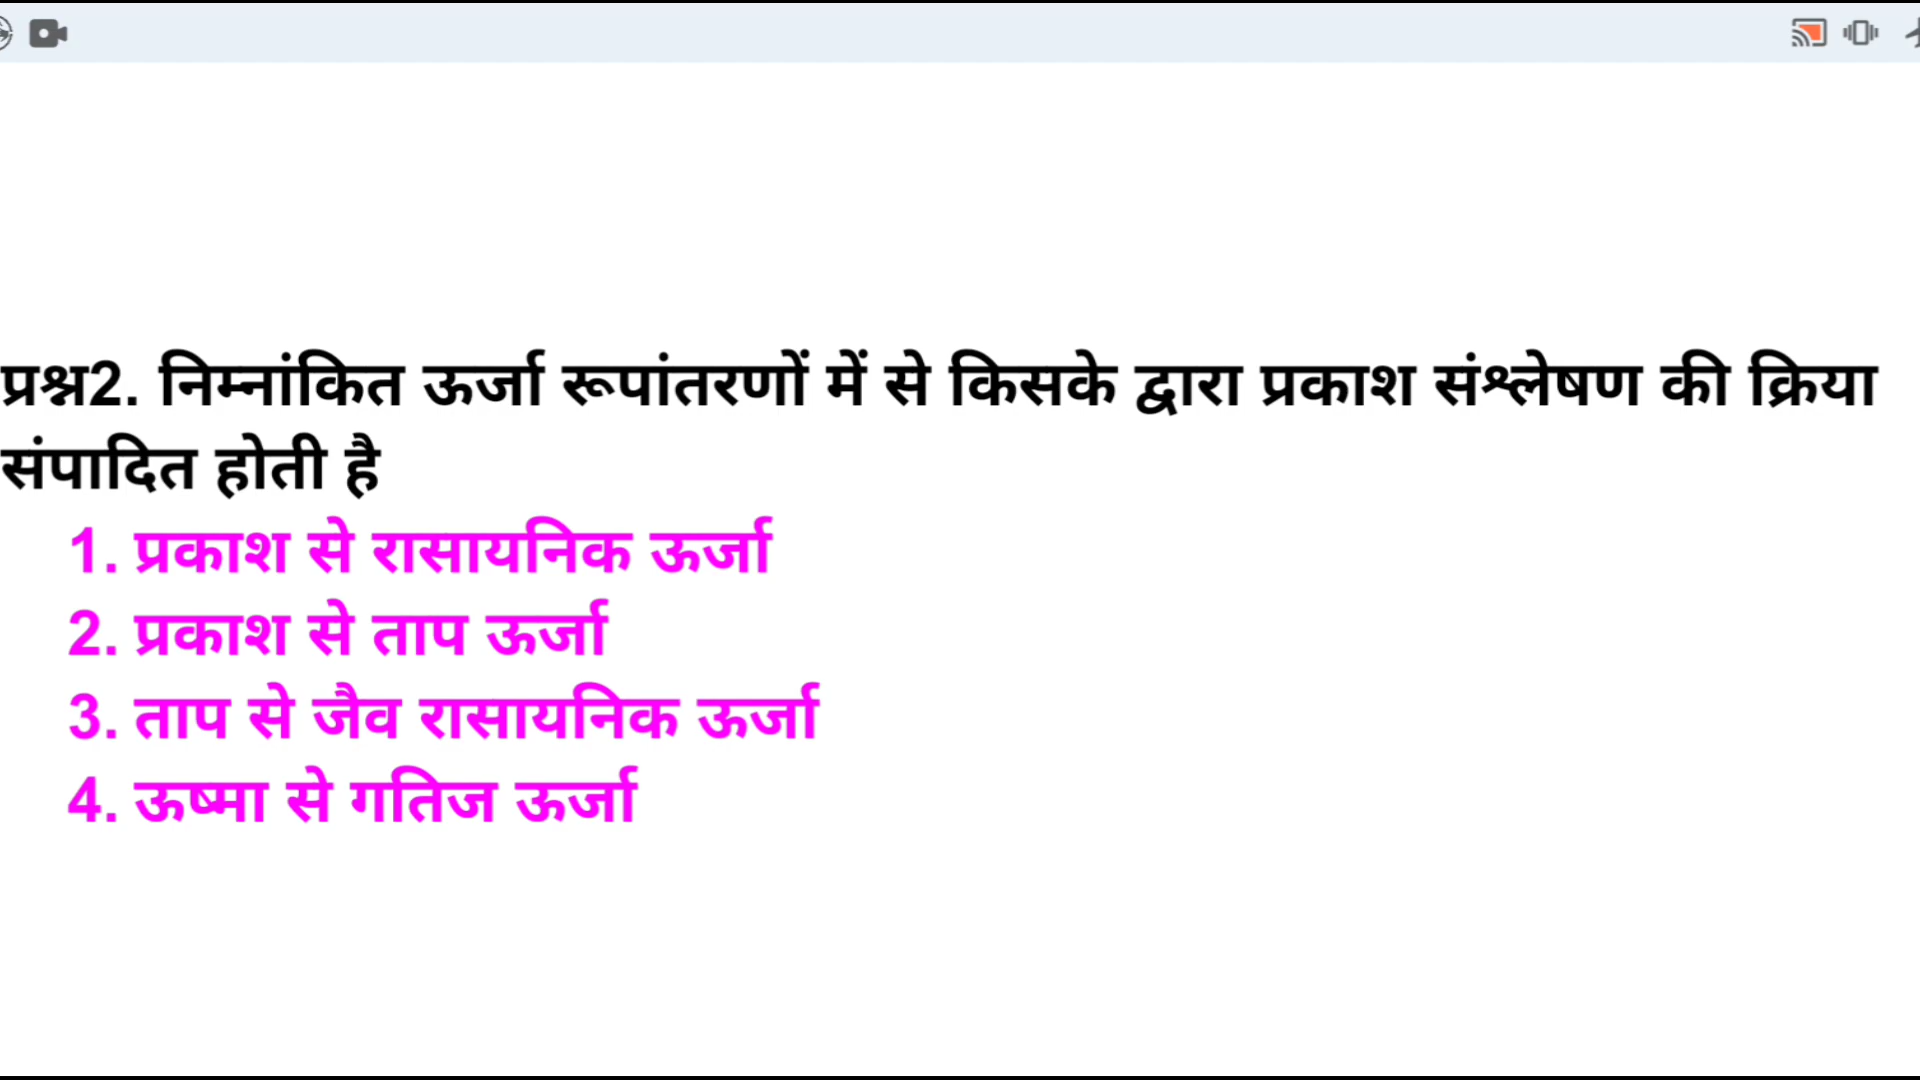 प्रश्न2. निम्नांकित ऊर्जा रूपांतरणों में से किसके द्वारा प्रकाश संश्लेषण की क्रिया
संपादित होती है
1. प्रकाश से रासायनिक ऊर्जा
2. प्रकाश से ताप ऊर्जा
3. ताप से जैव रासायनिक ऊर्जा
4. ऊष्मा से गतिज ऊर्जा